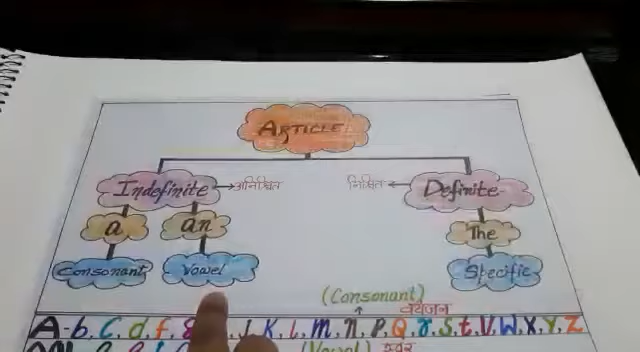 ARTICLE
Indefinite → अनिश्चित निश्चित ← Definite
a an The
Consonant Vowel Specific
(Consonant) व्यंजन
A - b, C, d, f, g J, K, L, M, N, P, Q, r, S, t, V, W, X, Y, Z
(Vowel) स्वर